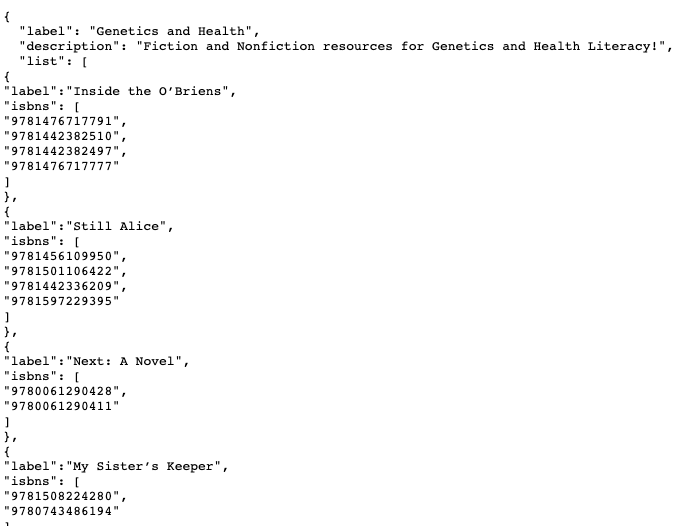 {
  "label": "Genetics and Health",
  "description": "Fiction and Nonfiction resources for Genetics and Health Literacy!",
  "list": [
{
"label":"Inside the O’Briens",
"isbns": [
"9781476717791",
"9781442382510",
"9781442382497",
"9781476717777"
]
},
{
"label":"Still Alice",
"isbns": [
"9781456109950",
"9781501106422",
"9781442336209",
"9781597229395"
]
},
{
"label":"Next: A Novel",
"isbns": [
"9780061290428",
"9780061290411"
]
},
{
"label":"My Sister’s Keeper",
"isbns": [
"9781508224280",
"9780743486194"
]